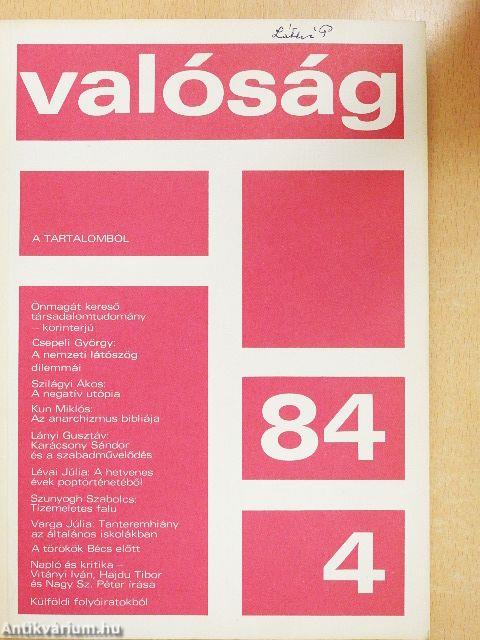 valóság
A TARTALOMBÓL
Önmagát kereső
társadalomtudomány
– körinterjú
Csepeli György:
A nemzeti látószög
dilemmái
Szilágyi Ákos:
A negatív utópia
Kun Miklós:
Az anarchizmus bibliája
Lányi Gusztáv:
Karácsony Sándor
és a szabadművelődés
Lévai Júlia: A hetvenes
évek poptörténetéből
Szunyogh Szabolcs:
Tízemeletes falu
Varga Júlia: Tanteremhiány
az általános iskolákban
A törökök Bécs előtt
Napló és kritika –
Vitányi Iván, Hajdu Tibor
és Nagy Sz. Péter írása
Külföldi folyóiratokból
84
4
Antikvárium.hu